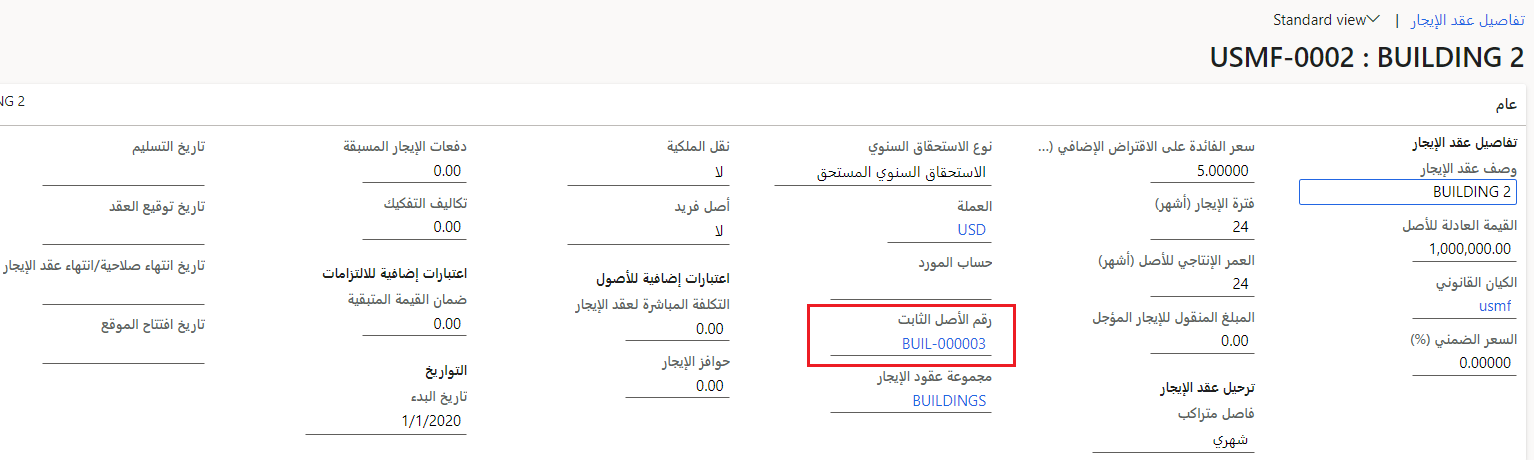 تفاصيل عقد الإيجار | Standard view
USMF-0002 : BUILDING 2
عام
NG 2
تفاصيل عقد الإيجار
وصف عقد الإيجار
BUILDING 2
القيمة العادلة للأصل
1,000,000.00
الكيان القانوني
usmf
السعر الضمني (%)
0.00000
سعر الفائدة على الاقتراض الإضافي (...
5.00000
فترة الإيجار (أشهر)
24
العمر الإنتاجي للأصل (أشهر)
24
المبلغ المنقول للإيجار المؤجل
0.00
ترحيل عقد الإيجار
فاصل متراكب
شهري
نوع الاستحقاق السنوي
الاستحقاق السنوي المستحق
العملة
USD
حساب المورد
رقم الأصل الثابت
BUIL-000003
مجموعة عقود الإيجار
BUILDINGS
نقل الملكية
لا
أصل فريد
لا
اعتبارات إضافية للأصول
التكلفة المباشرة لعقد الإيجار
0.00
حوافز الإيجار
0.00
دفعات الإيجار المسبقة
0.00
تكاليف التفكيك
0.00
اعتبارات إضافية للالتزامات
ضمان القيمة المتبقية
0.00
التواريخ
تاريخ البدء
1/1/2020
تاريخ التسليم
تاريخ توقيع العقد
تاريخ انتهاء صلاحية/انتهاء عقد الإيجار
تاريخ افتتاح الموقع